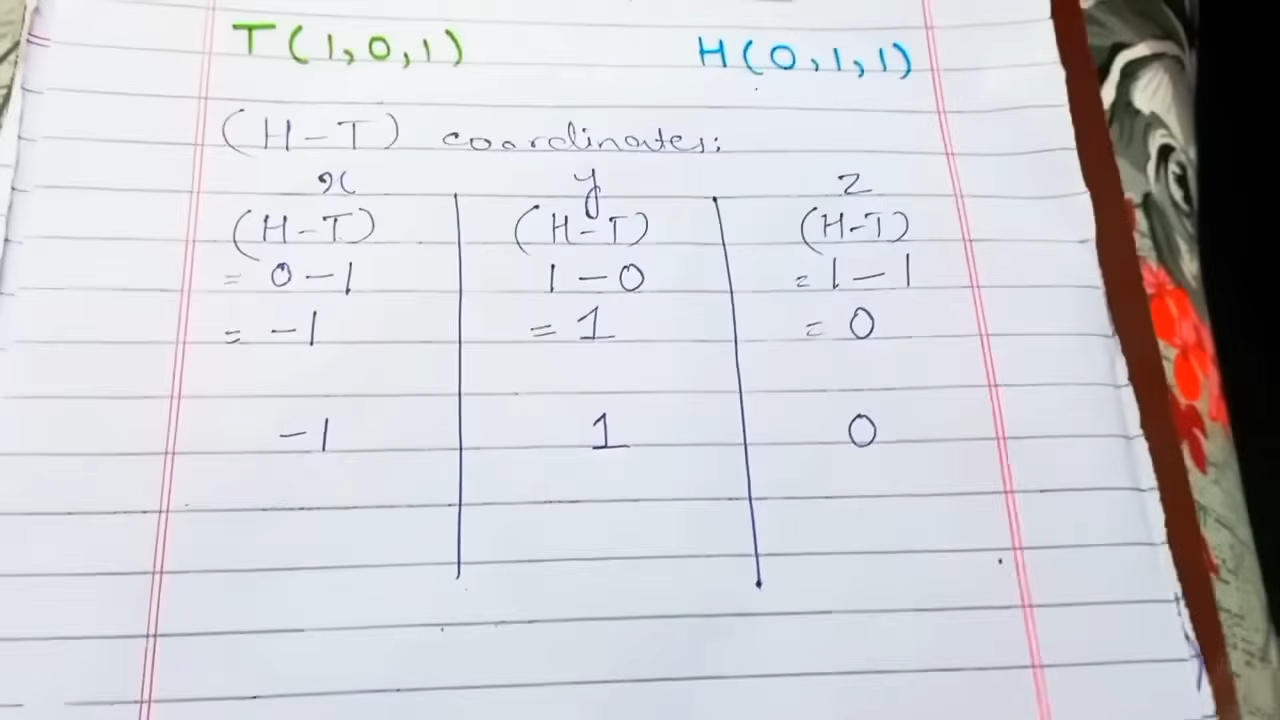 T(1,0,1) H(0,1,1)
(H-T) coordinates:
x y z
(H-T) (H-T) (H-T)
= 0-1 1-0 = 1-1
= -1 = 1 = 0
-1 1 0